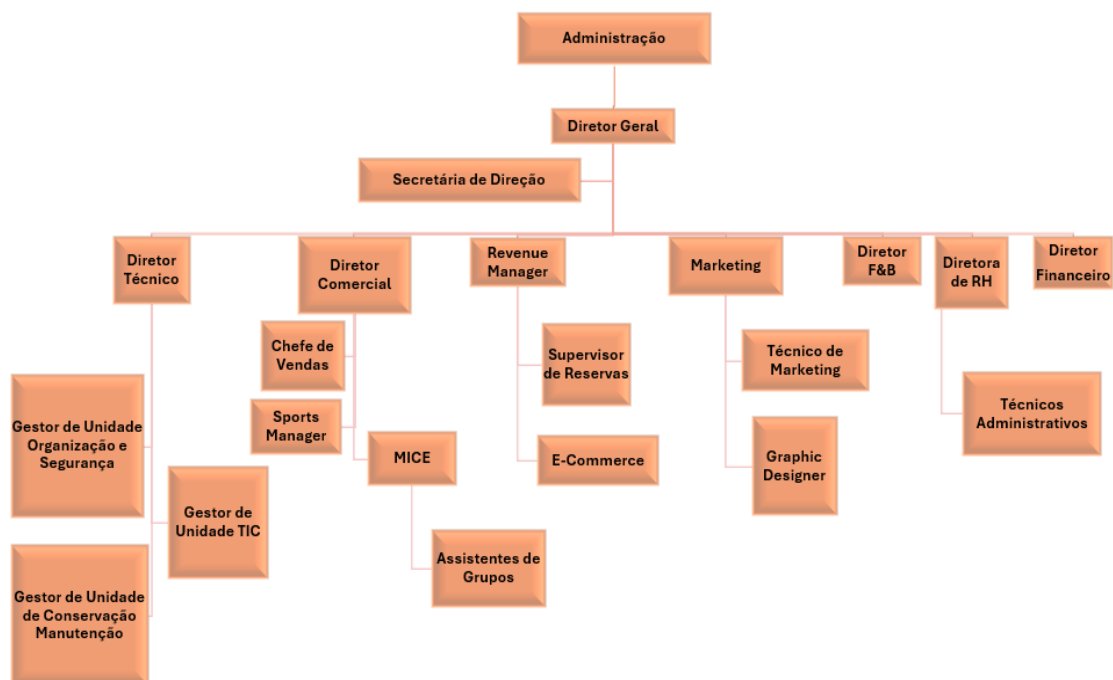 Administração
Diretor Geral
Secretária de Direção
Diretor
Técnico
Diretor
Comercial
Revenue
Manager
Marketing
Diretor
F&B
Diretora
de RH
Diretor
Financeiro
Chefe de
Vendas
Supervisor
de Reservas
Técnico de
Marketing
Gestor de Unidade
Organização e
Segurança
Sports
Manager
Técnicos
Administrativos
MICE
E-Commerce
Graphic
Designer
Gestor de
Unidade TIC
Assistentes de
Grupos
Gestor de Unidade
de Conservação
Manutenção